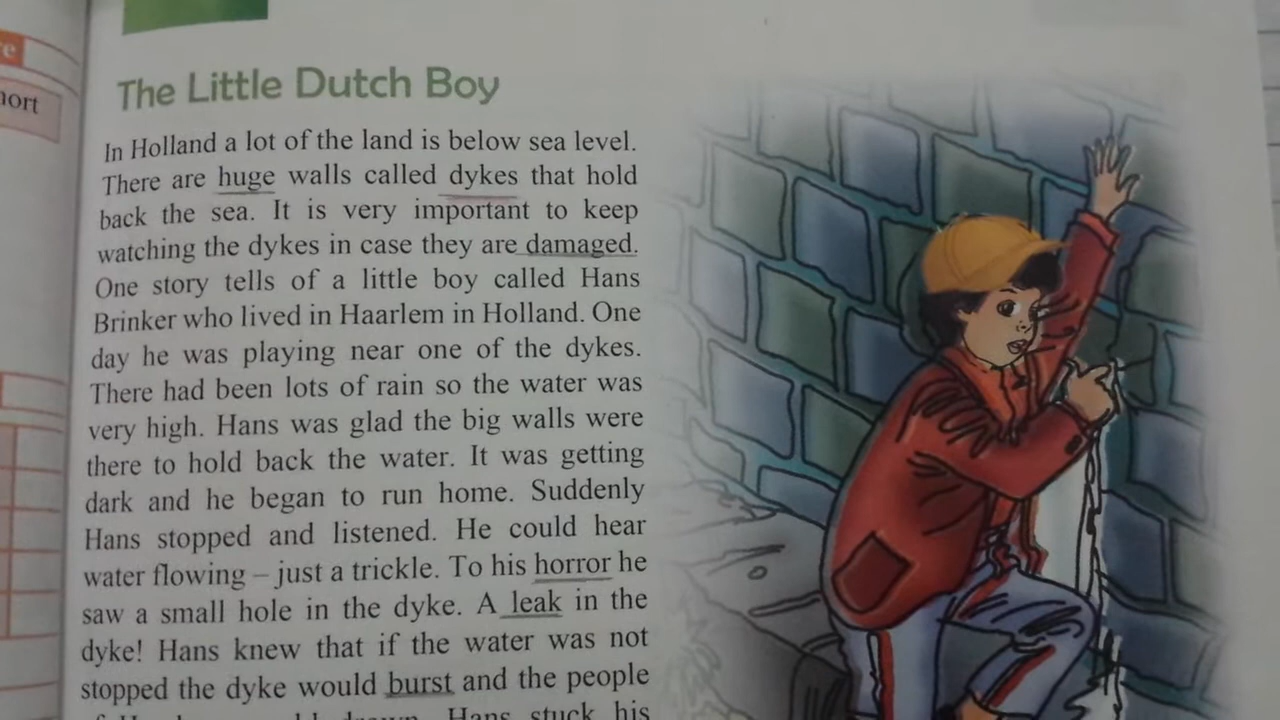 The Little Dutch Boy
In Holland a lot of the land is below sea level.
There are huge walls called dykes that hold
back the sea. It is very important to keep
watching the dykes in case they are damaged.
One story tells of a little boy called Hans
Brinker who lived in Haarlem in Holland. One
day he was playing near one of the dykes.
There had been lots of rain so the water was
very high. Hans was glad the big walls were
there to hold back the water. It was getting
dark and he began to run home. Suddenly
Hans stopped and listened. He could hear
water flowing – just a trickle. To his horror he
saw a small hole in the dyke. A leak in the
dyke! Hans knew that if the water was not
stopped the dyke would burst and the people
Hans stuck his